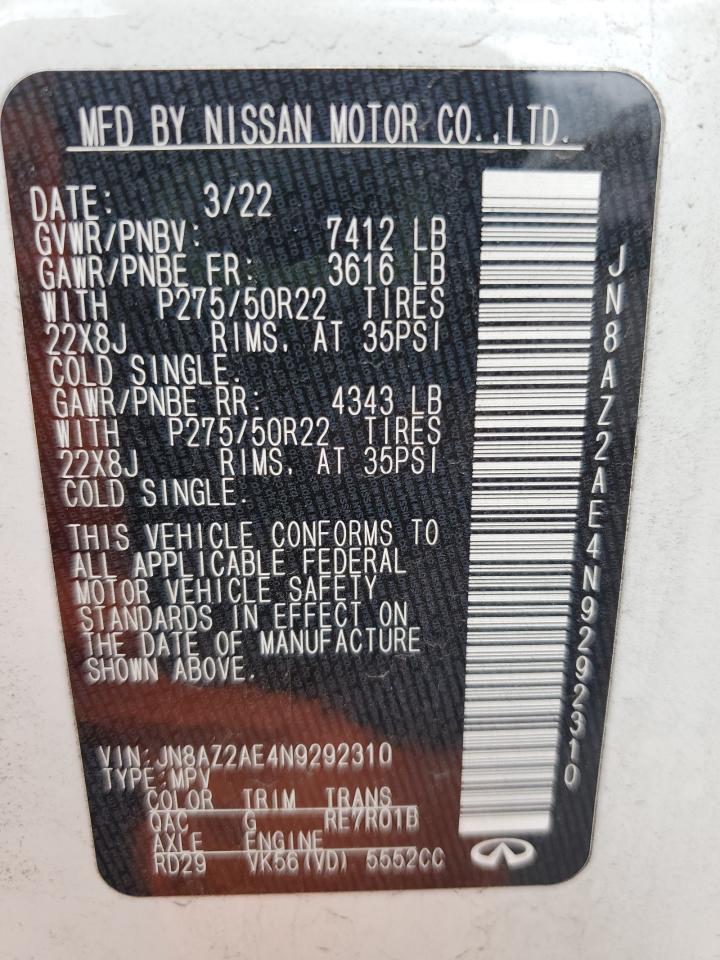 MFD BY NISSAN MOTOR CO.,LTD.
DATE: 3/22
GVWR/PNBV: 7412 LB
GAWR/PNBE FR: 3616 LB
WITH P275/50R22 TIRES
22X8J RIMS, AT 35PSI
COLD SINGLE.
GAWR/PNBE RR: 4343 LB
WITH P275/50R22 TIRES
22X8J RIMS, AT 35PSI
COLD SINGLE.
THIS VEHICLE CONFORMS TO
ALL APPLICABLE FEDERAL
MOTOR VEHICLE SAFETY
STANDARDS IN EFFECT ON
THE DATE OF MANUFACTURE
SHOWN ABOVE.
VIN:JN8AZ2AE4N9292310
TYPE:MPV
COLOR TRIM TRANS
QAC G RE7R01B
AXLE ENGINE
RD29 VK56(VD) 5552CC
JN8AZ2AE4N9292310